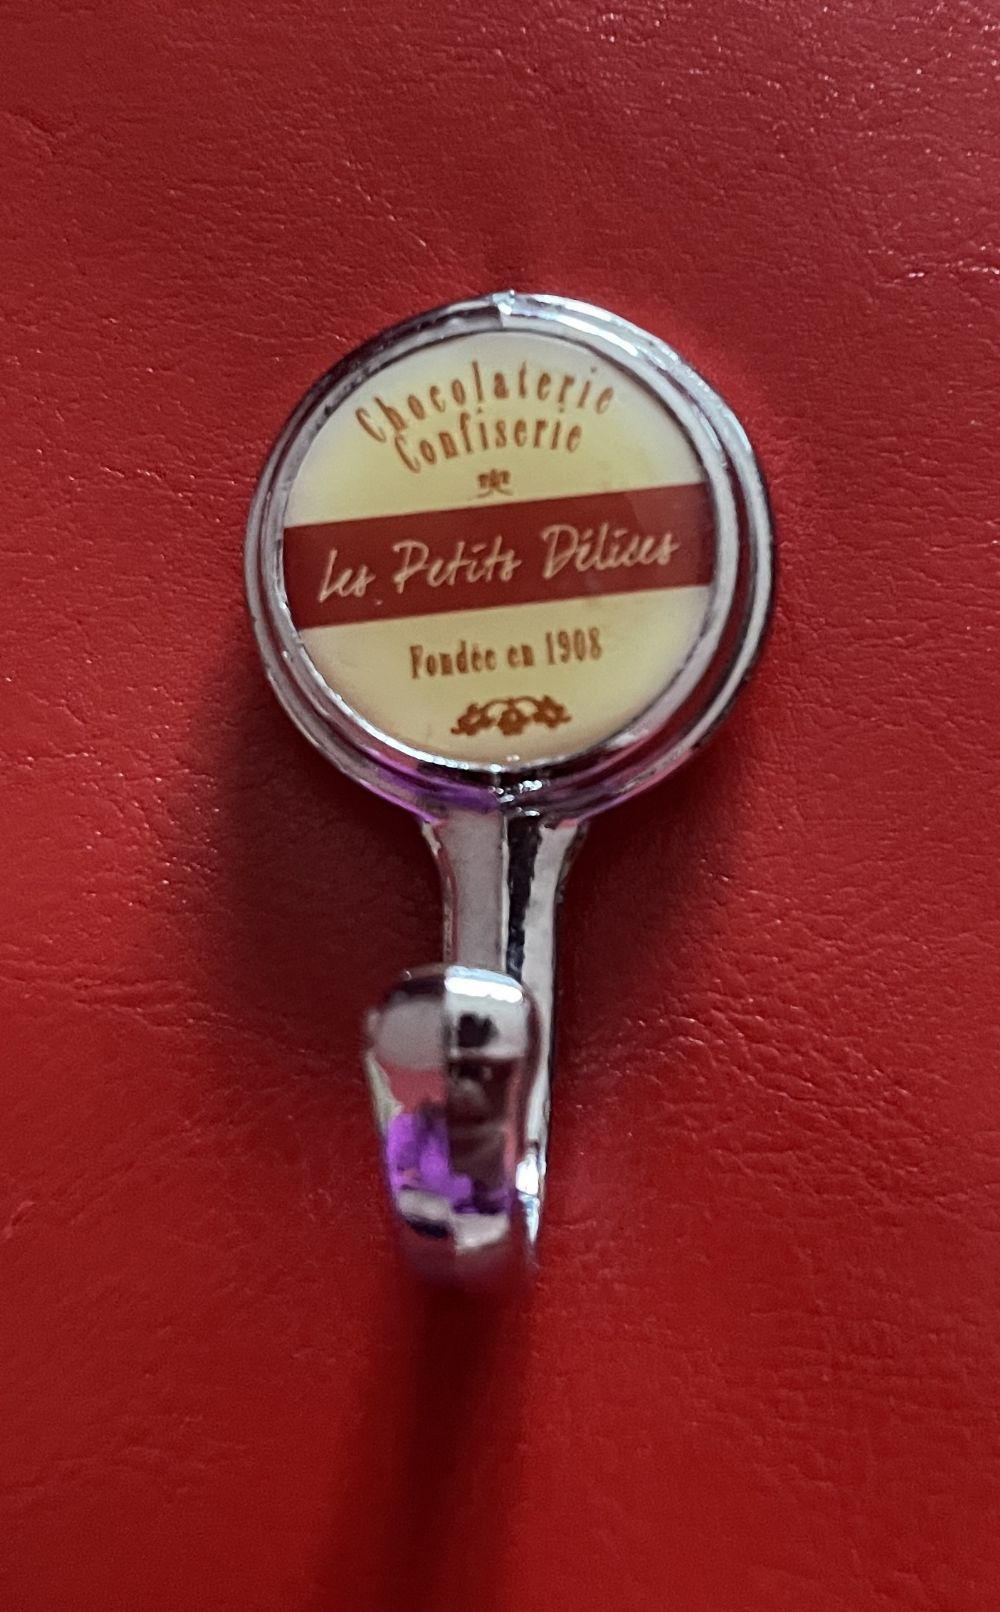 Chocolaterie
Confiserie
Les Petits Délices
Fondée en 1908